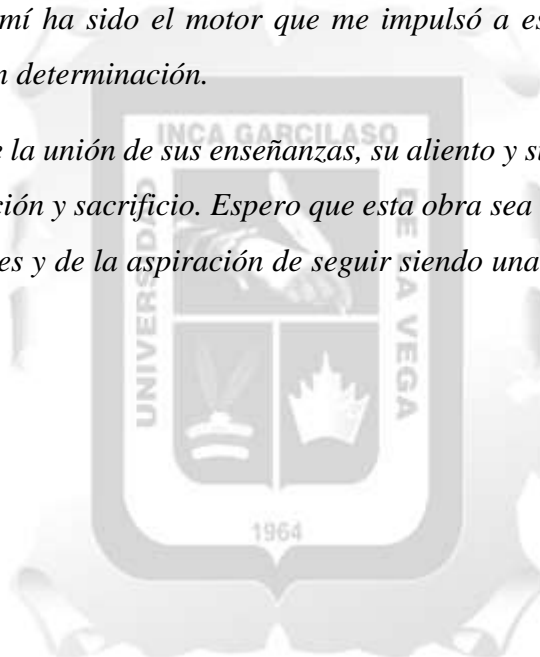 mí ha sido el motor que me impulsó a es
n determinación.
la unión de sus enseñanzas, su aliento y
ción y sacrificio. Espero que esta obra sea
es y de la aspiración de seguir siendo una
INCA GARCILASO
UNIVERSIDAD
DE LA VEGA
1964